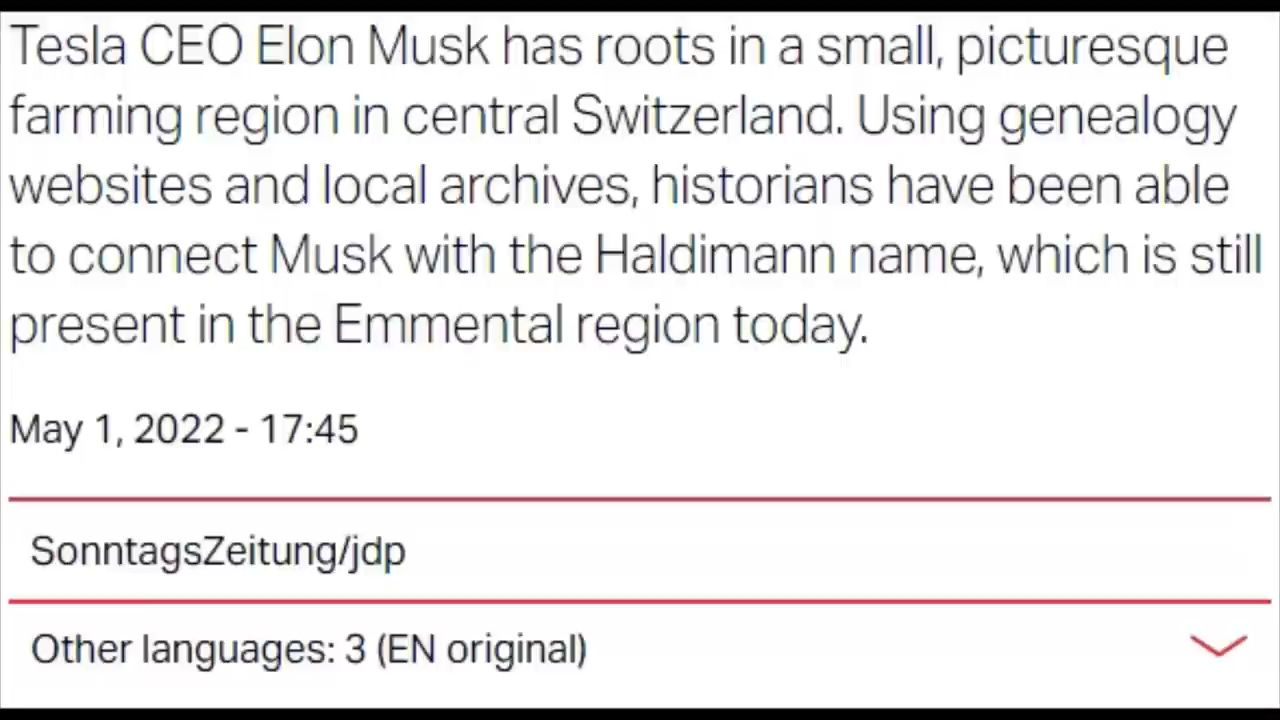 Tesla CEO Elon Musk has roots in a small, picturesque
farming region in central Switzerland. Using genealogy
websites and local archives, historians have been able
to connect Musk with the Haldimann name, which is still
present in the Emmental region today.
May 1, 2022 - 17:45
SonntagsZeitung/jdp
Other languages: 3 (EN original)